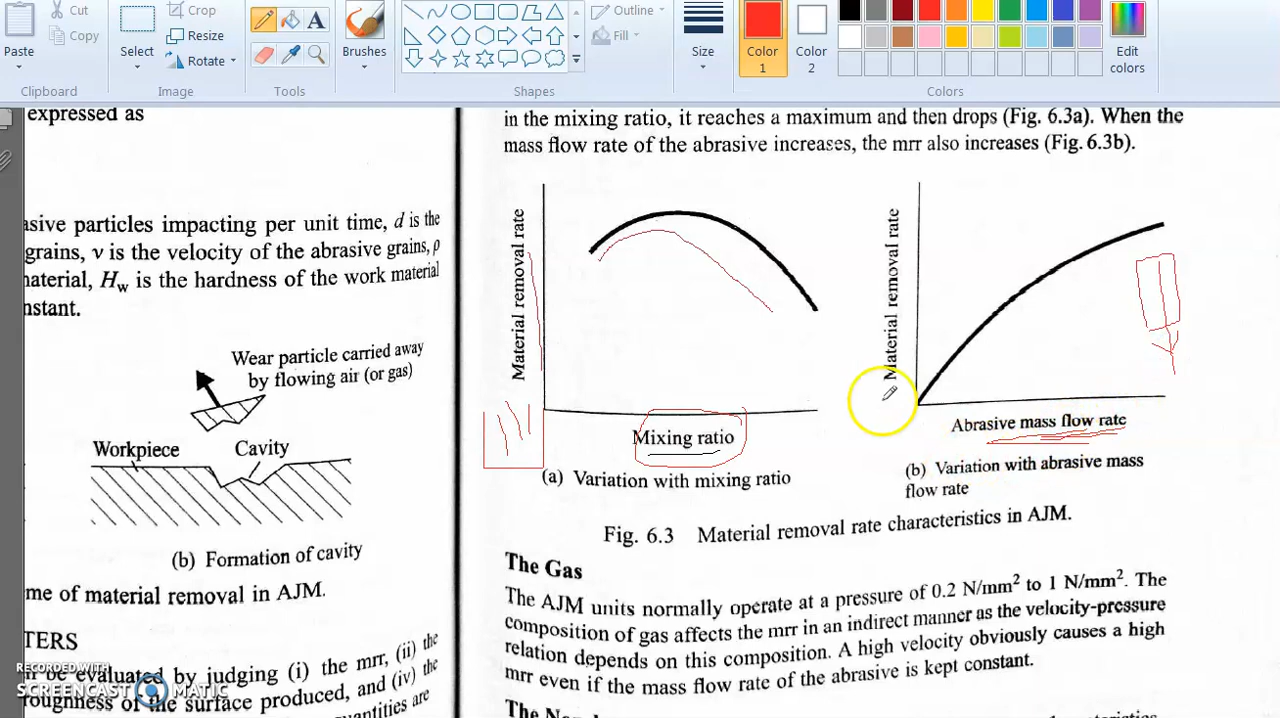 Cut
Copy
Paste
Clipboard
Select
Crop
Resize
Rotate
Image
A
Tools
Brushes
Outline
Fill
Shapes
Size
Color
1
Color
2
Edit
colors
Colors
expressed as
sive particles impacting per unit time, d is the
grains, v is the velocity of the abrasive grains, ρ
naterial, Hw is the hardness of the work material
nstant.
Wear particle carried away
by flowing air (or gas)
Workpiece
Cavity
(b) Formation of cavity
me of material removal in AJM.
TERS
be evaluated by judging (i) the mrr, (ii) the
roughness of the surface produced, and (iv) the
quantities are
RECORDED WITH
SCREENCAST MATIC
in the mixing ratio, it reaches a maximum and then drops (Fig. 6.3a). When the
mass flow rate of the abrasive increases, the mrr also increases (Fig. 6.3b).
Material removal rate
Mixing ratio
(a) Variation with mixing ratio
Material removal rate
Abrasive mass flow rate
(b) Variation with abrasive mass
flow rate
Fig. 6.3 Material removal rate characteristics in AJM.
The Gas
The AJM units normally operate at a pressure of 0.2 N/mm² to 1 N/mm². The
composition of gas affects the mrr in an indirect manner as the velocity-pressure
relation depends on this composition. A high velocity obviously causes a high
mrr even if the mass flow rate of the abrasive is kept constant.